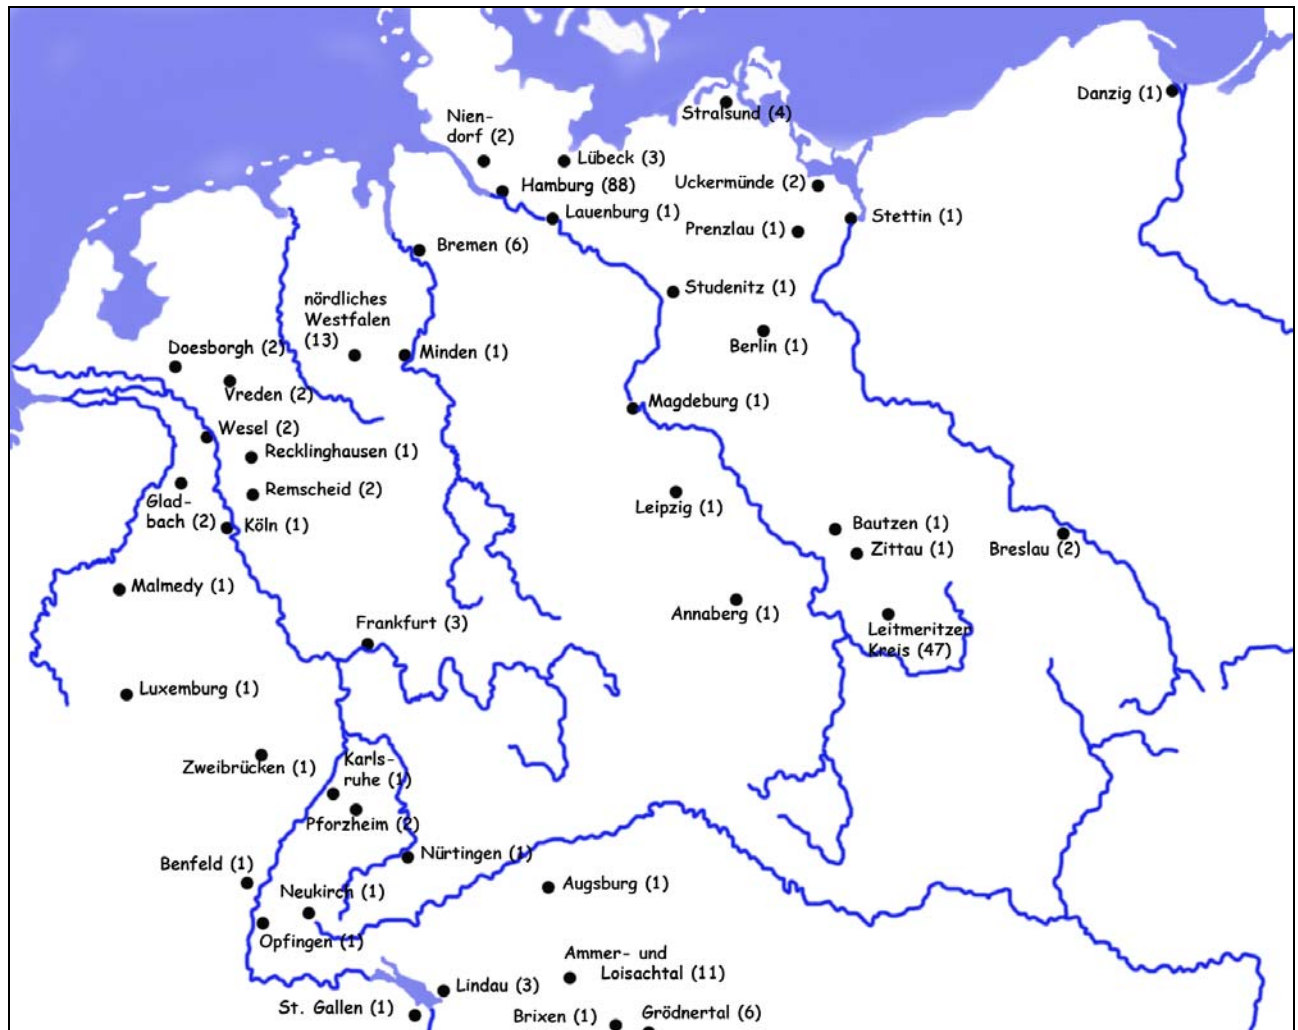 Danzig (1)
Stralsund (4)
Nien-
dorf (2)
Lübeck (3)
Hamburg (88)
Uckermünde (2)
Lauenburg (1)
Stettin (1)
Prenzlau (1)
Bremen (6)
Studenitz (1)
nördliches
Westfalen
(13)
Berlin (1)
Doesborgh (2)
Minden (1)
Vreden (2)
Magdeburg (1)
Wesel (2)
Recklinghausen (1)
Remscheid (2)
Glad-
bach (2)
Köln (1)
Leipzig (1)
Bautzen (1)
Zittau (1)
Breslau (2)
Malmedy (1)
Annaberg (1)
Frankfurt (3)
Leitmeritzer
Kreis (47)
Luxemburg (1)
Zweibrücken (1)
Karls-
ruhe (1)
Pforzheim (2)
Nürtingen (1)
Benfeld (1)
Neukirch (1)
Augsburg (1)
Opfingen (1)
Ammer- und
Loisachtal (11)
Lindau (3)
St. Gallen (1)
Brixen (1)
Grödnertal (6)